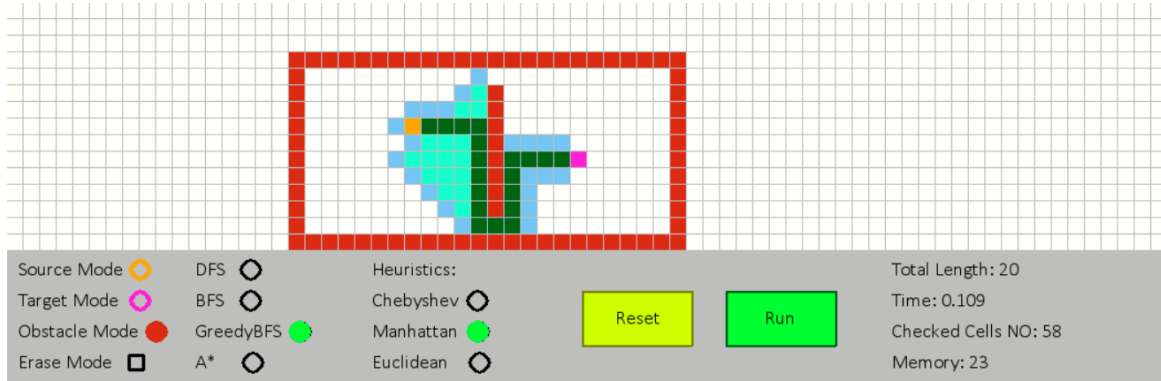 Source Mode DFS Heuristics: Total Length: 20
Target Mode BFS Chebyshev Reset Run Time: 0.109
Obstacle Mode GreedyBFS Manhattan Checked Cells NO: 58
Erase Mode A* Euclidean Memory: 23